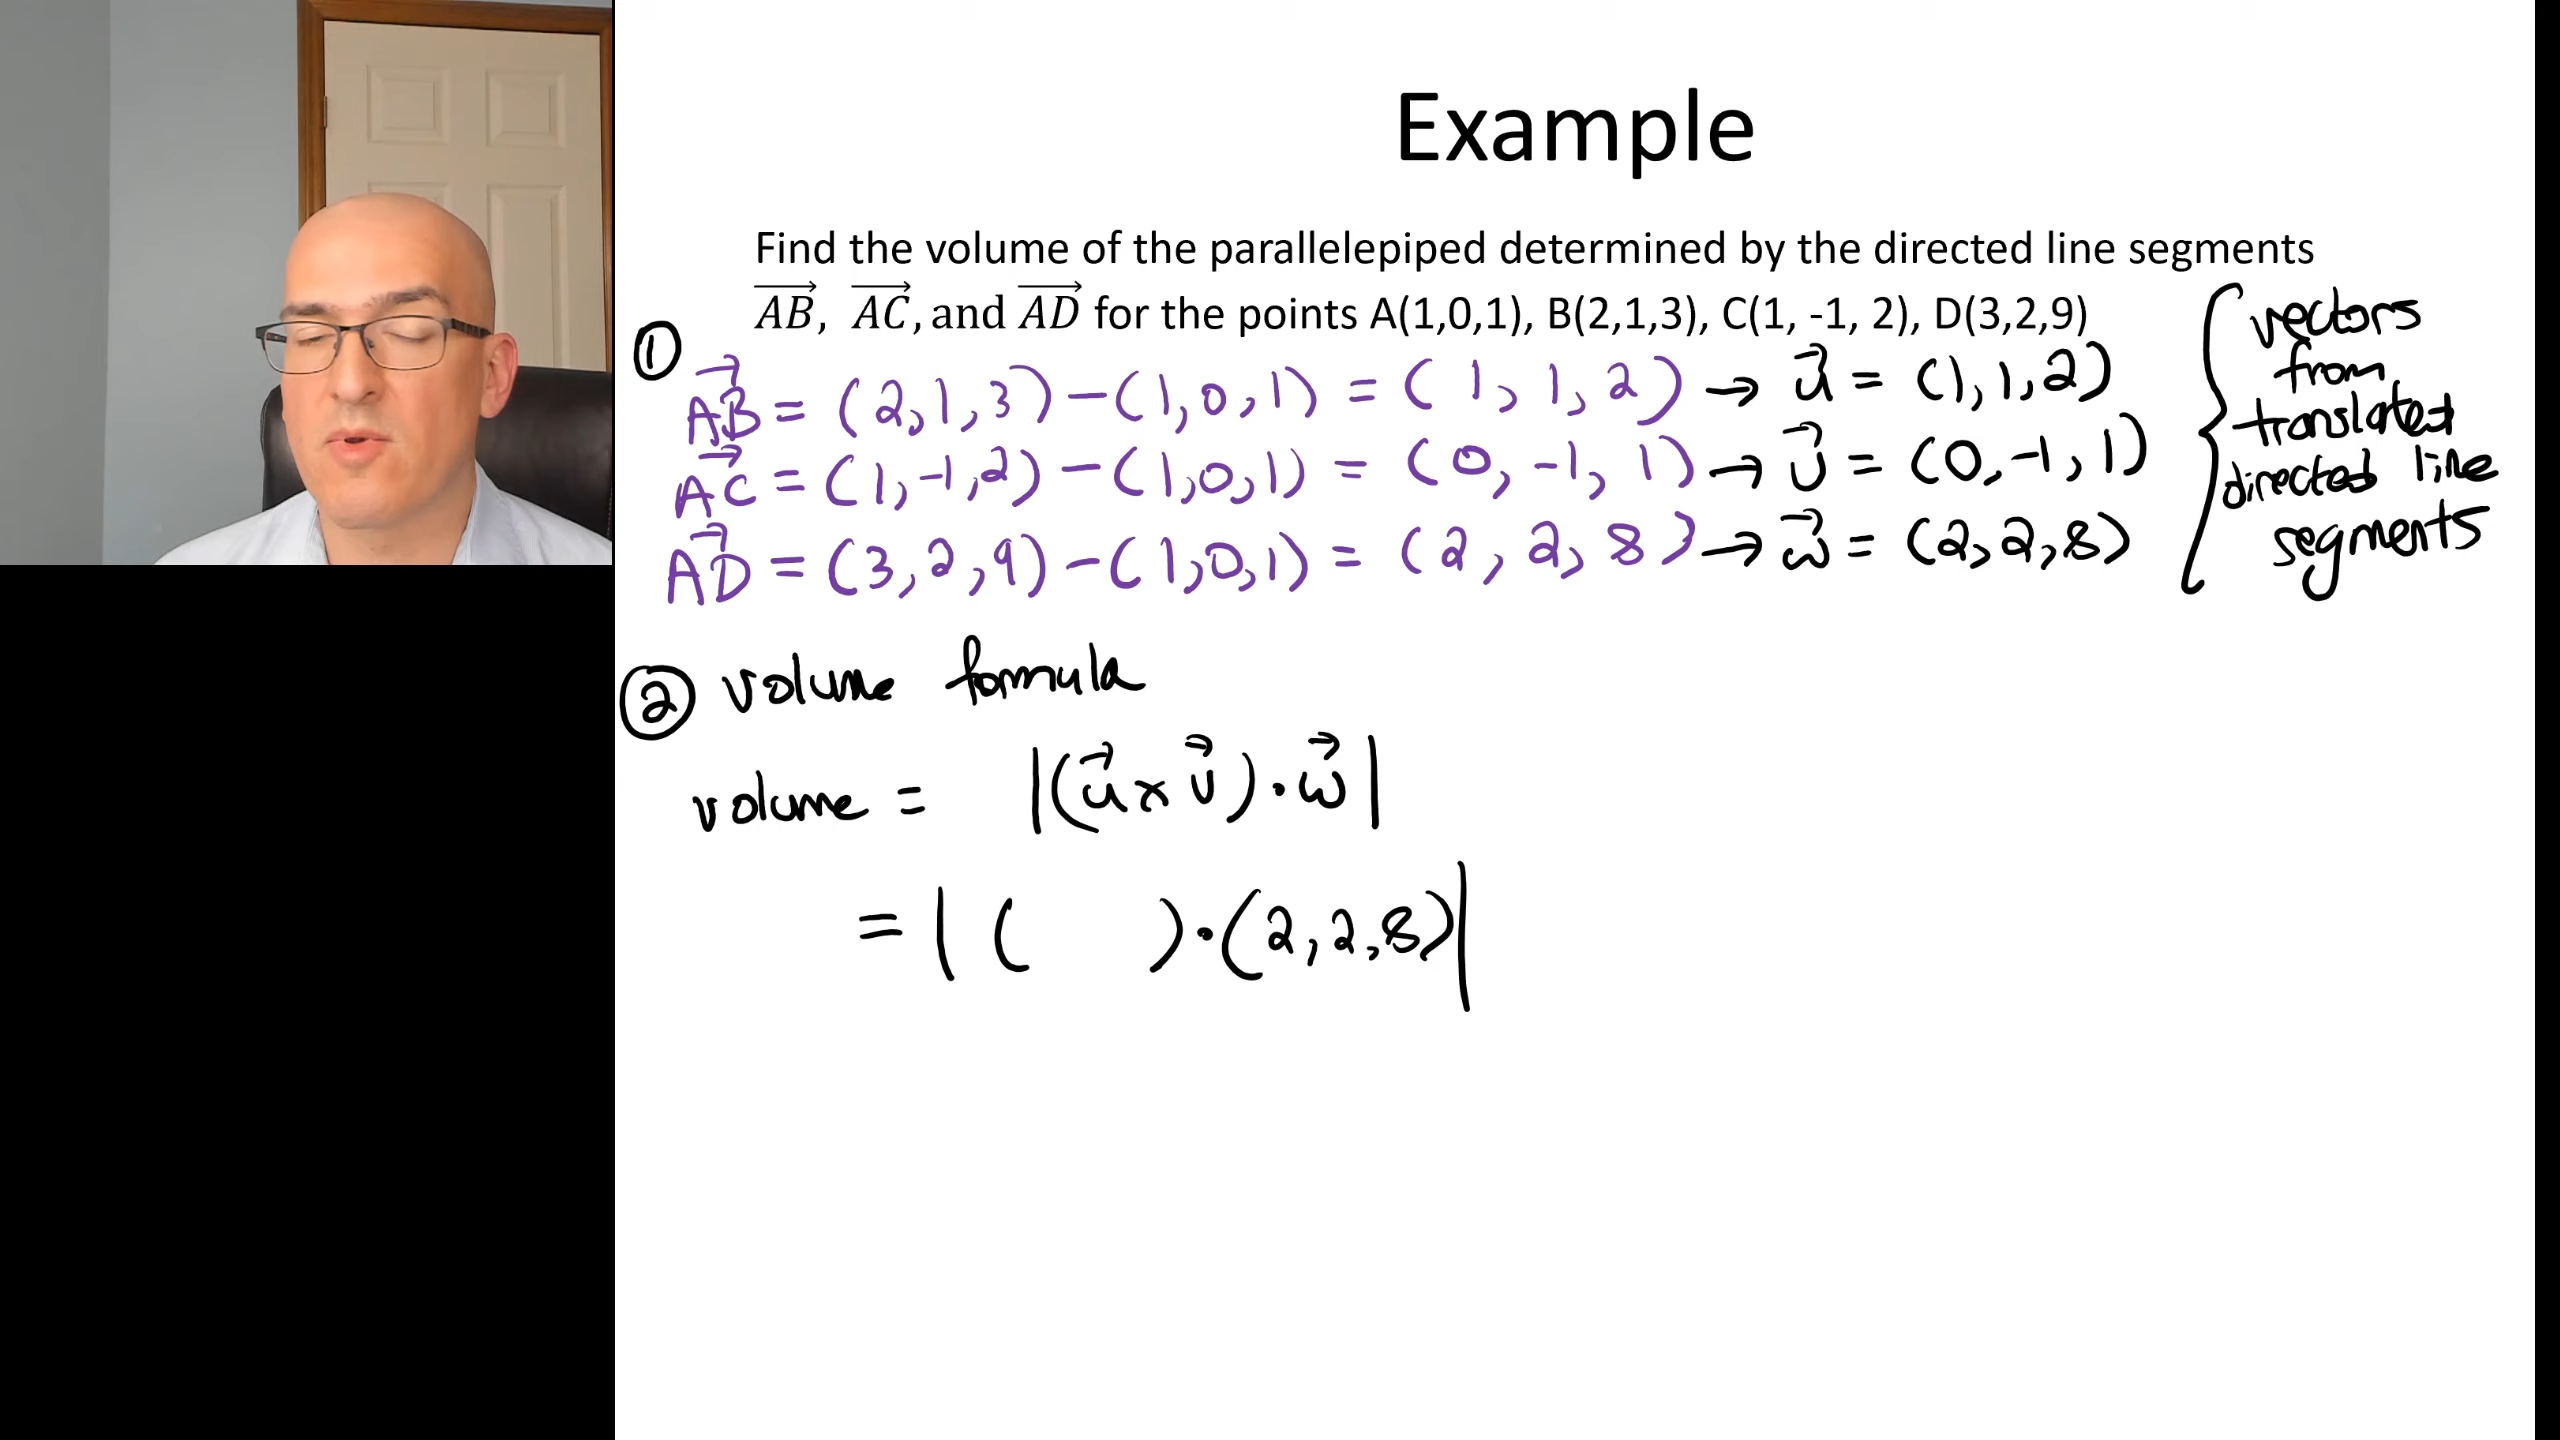 Example
Find the volume of the parallelepiped determined by the directed line segments
AB, AC, and AD for the points A(1,0,1), B(2,1,3), C(1, -1, 2), D(3,2,9)
①
AB = (2,1,3) - (1,0,1) = (1, 1, 2) → u = (1,1,2)
AC = (1,-1,2) - (1,0,1) = (0, -1, 1) → v = (0,-1,1)
AD = (3,2,9) - (1,0,1) = (2, 2, 8) → w = (2,2,8)
vectors
from
translated
directed line
segments
② volume formula
volume = |(u × v) · w|
= | ( ) · (2,2,8)|